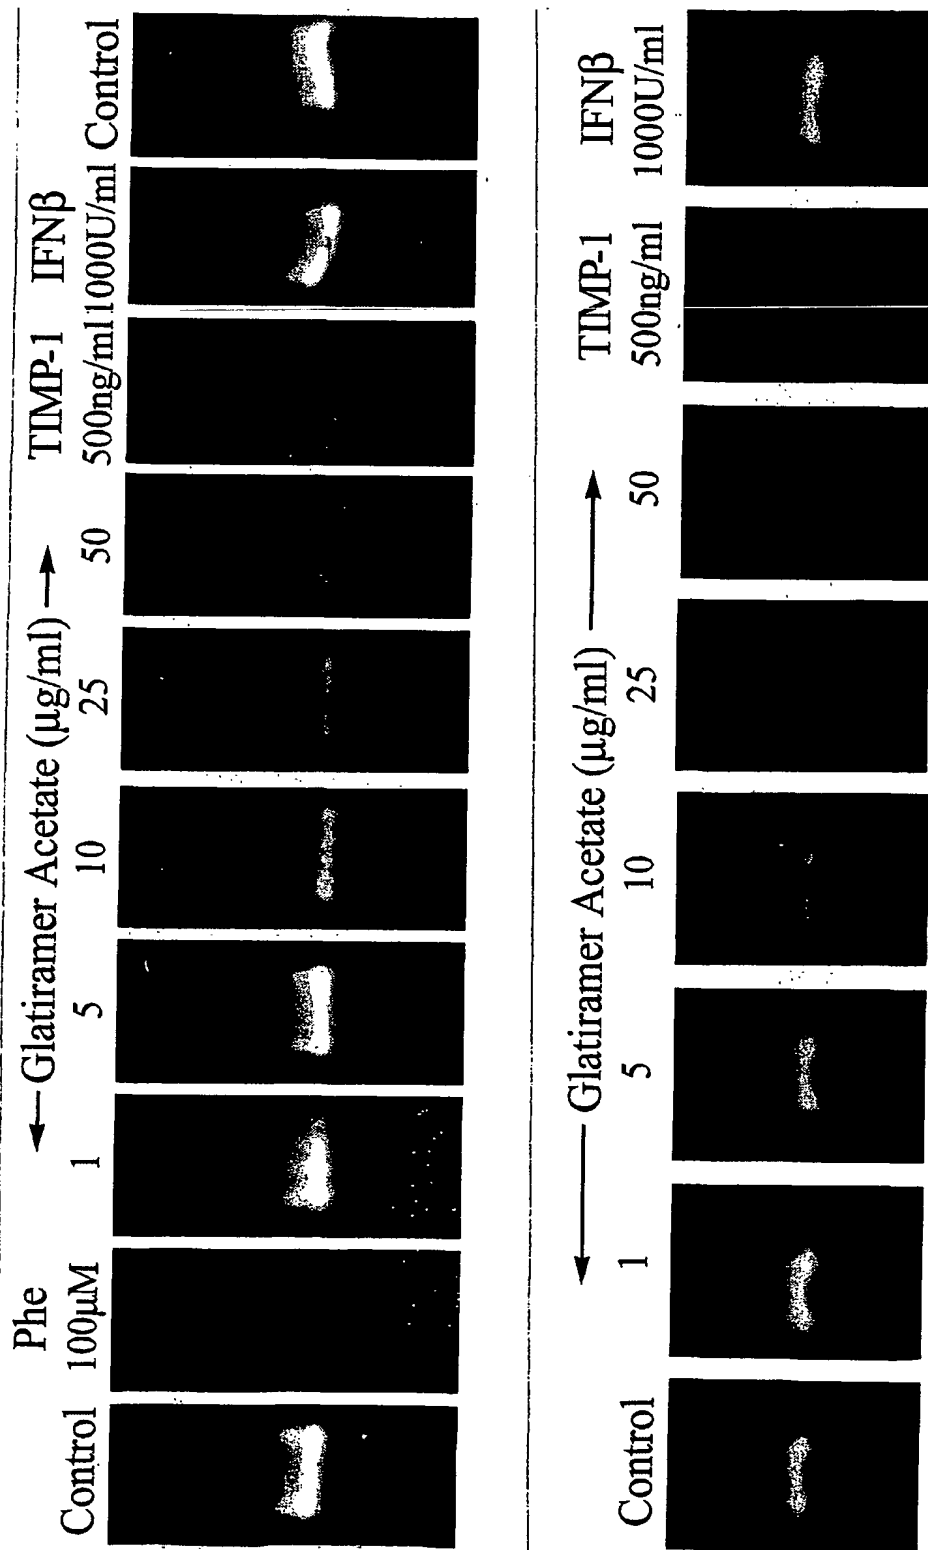 Control
Phe
100μM
←Glatiramer Acetate (μg/ml)→
1
5
10
25
50
TIMP-1
500ng/ml
IFNβ
1000U/ml
Control
←Glatiramer Acetate (μg/ml)→
Control
1
5
10
25
50
TIMP-1
500ng/ml
IFNβ
1000U/ml